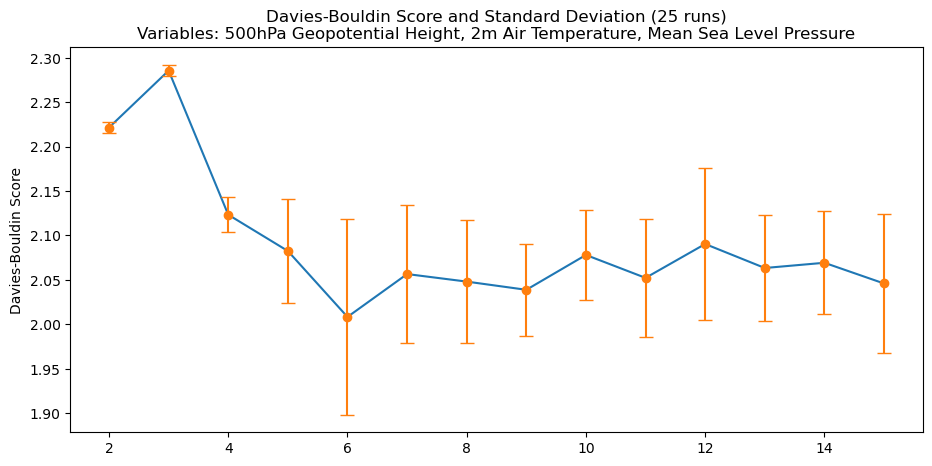 Davies-Bouldin Score and Standard Deviation (25 runs)
Variables: 500hPa Geopotential Height, 2m Air Temperature, Mean Sea Level Pressure
Davies-Bouldin Score
2.30
2.25
2.20
2.15
2.10
2.05
2.00
1.95
1.90
2 4 6 8 10 12 14